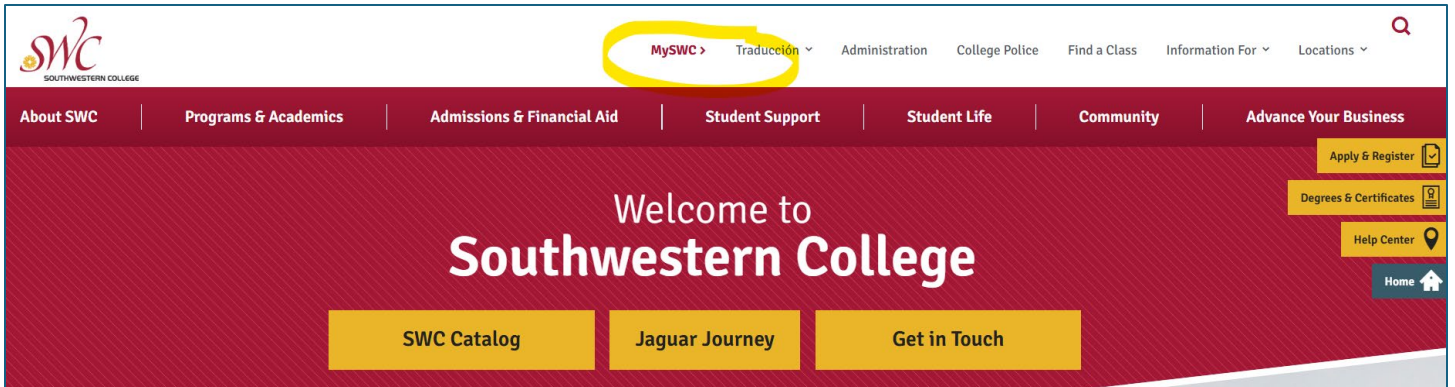 SWC
SOUTHWESTERN COLLEGE
MySWC > Traducción Administration College Police Find a Class Information For Locations
About SWC Programs & Academics Admissions & Financial Aid Student Support Student Life Community Advance Your Business
Apply & Register
Degrees & Certificates
Help Center
Home
Welcome to
Southwestern College
SWC Catalog Jaguar Journey Get in Touch